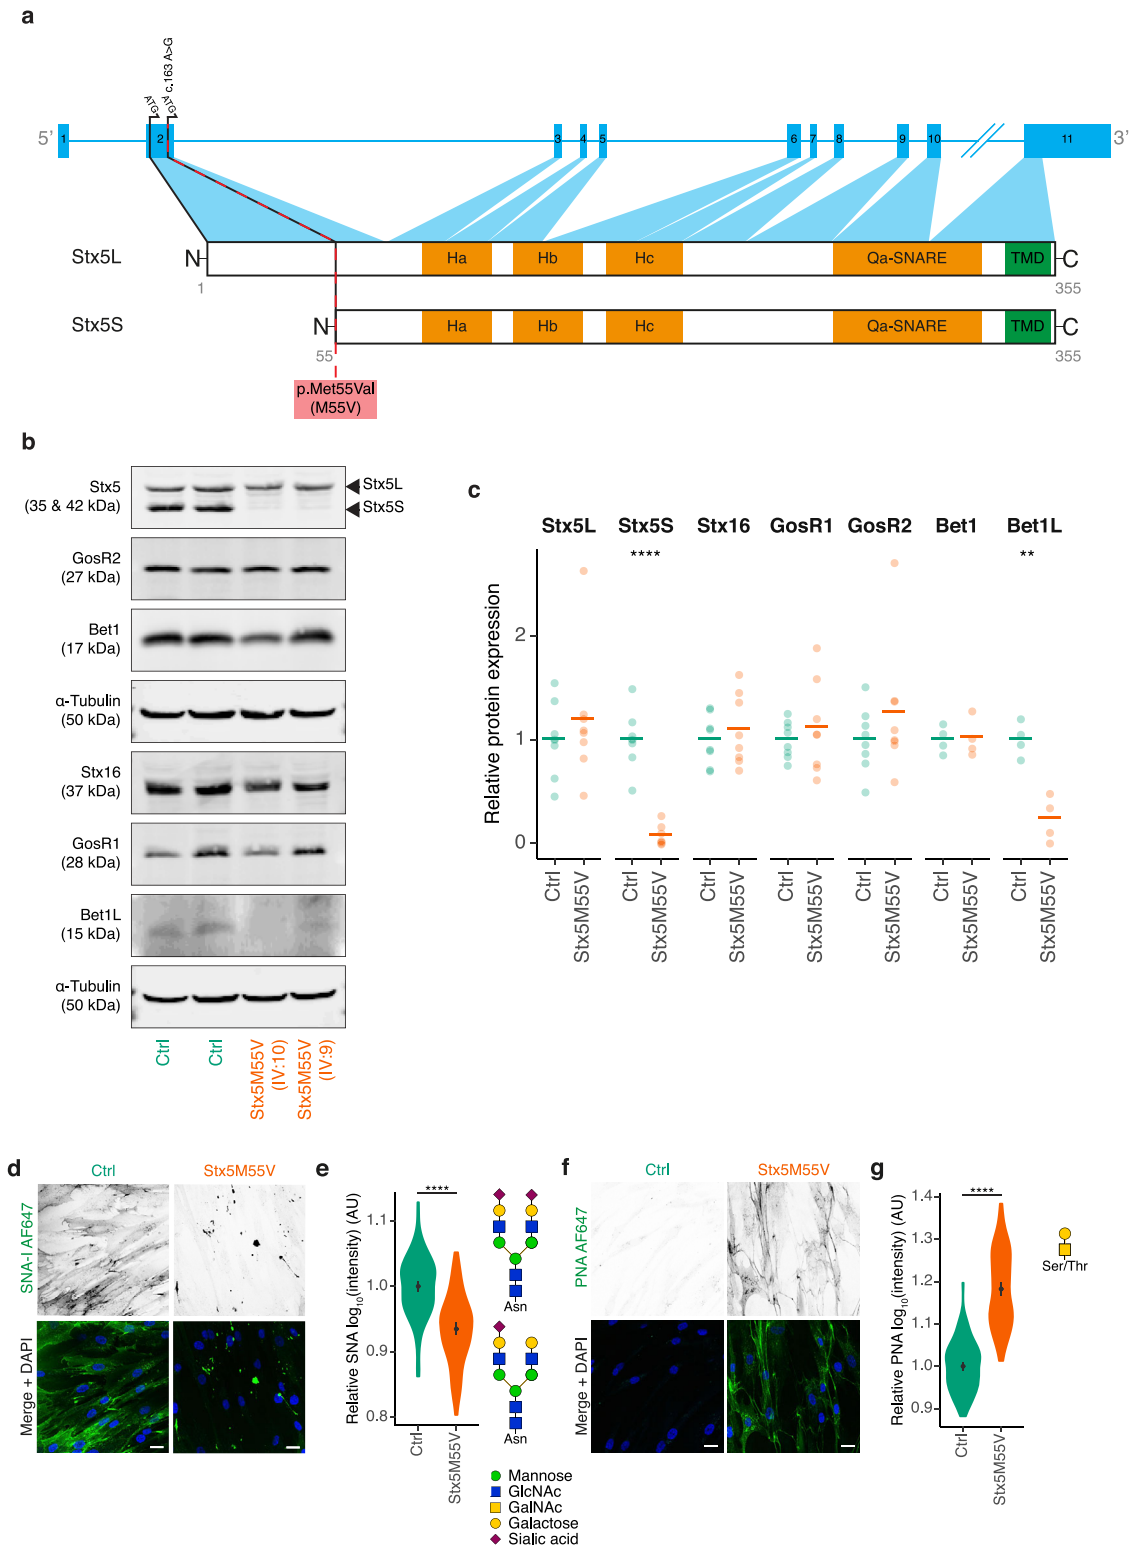 a
ATG
ATG
c.163 A>G
5'
1
2
3
4
5
6
7
8
9
10
11
3'
Stx5L
N
Ha
Hb
Hc
Qa-SNARE
TMD
C
1
355
Stx5S
N
Ha
Hb
Hc
Qa-SNARE
TMD
C
55
355
p.Met55Val
(M55V)
b
Stx5
(35 & 42 kDa)
Stx5L
Stx5S
GosR2
(27 kDa)
Bet1
(17 kDa)
α-Tubulin
(50 kDa)
Stx16
(37 kDa)
GosR1
(28 kDa)
Bet1L
(15 kDa)
α-Tubulin
(50 kDa)
Ctrl
Ctrl
Stx5M55V
(IV:10)
Stx5M55V
(IV:9)
c
Stx5L
Stx5S
Stx16
GosR1
GosR2
Bet1
Bet1L
****
**
Relative protein expression
2
1
0
Ctrl
Stx5M55V
Ctrl
Stx5M55V
Ctrl
Stx5M55V
Ctrl
Stx5M55V
Ctrl
Stx5M55V
Ctrl
Stx5M55V
Ctrl
Stx5M55V
d
Ctrl
Stx5M55V
SNA-I AF647
Merge + DAPI
e
Relative SNA log10(intensity) (AU)
****
1.1
1.0
0.9
0.8
Ctrl
Stx5M55V
Asn
Asn
Mannose
GlcNAc
GalNAc
Galactose
Sialic acid
f
Ctrl
Stx5M55V
PNA AF647
Merge + DAPI
g
Relative PNA log10(intensity) (AU)
****
1.4
1.3
1.2
1.1
1.0
0.9
Ctrl
Stx5M55V
Ser/Thr